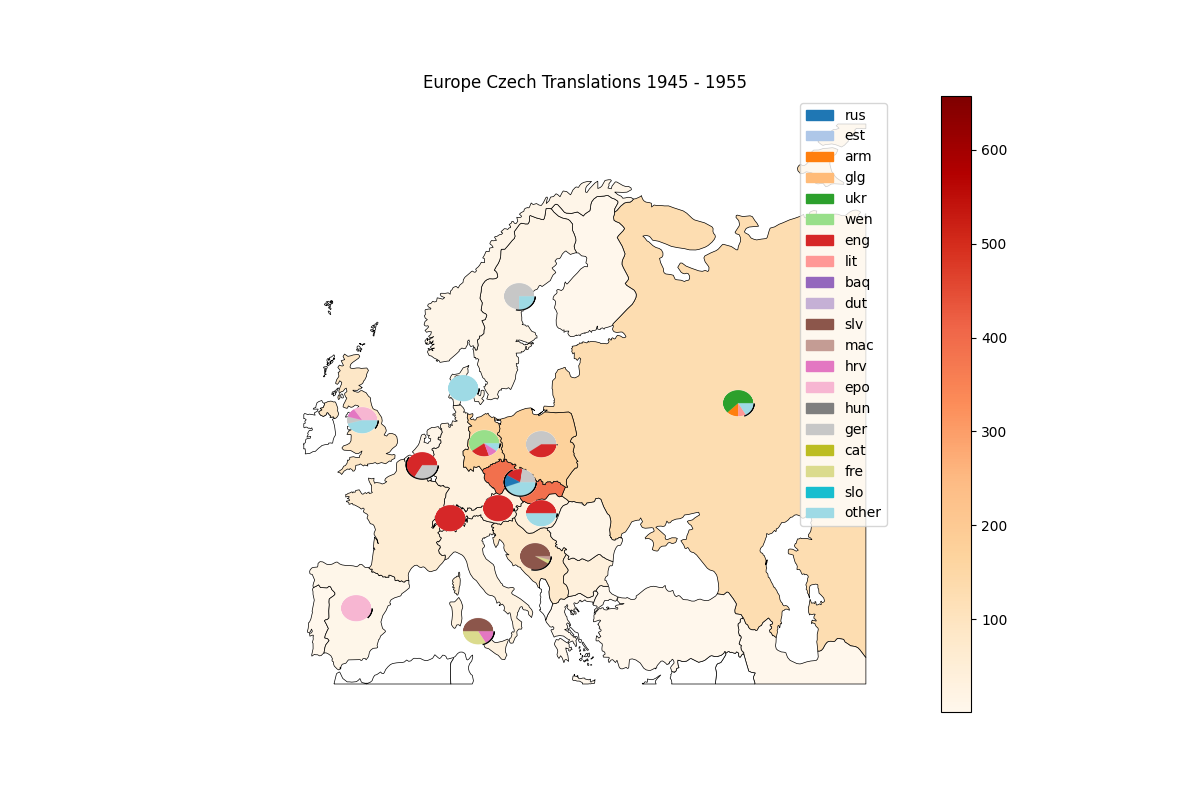 Europe Czech Translations 1945 - 1955
rus
est
arm
glg
ukr
wen
eng
lit
baq
dut
slv
mac
hrv
epo
hun
ger
cat
fre
slo
other
600
500
400
300
200
100